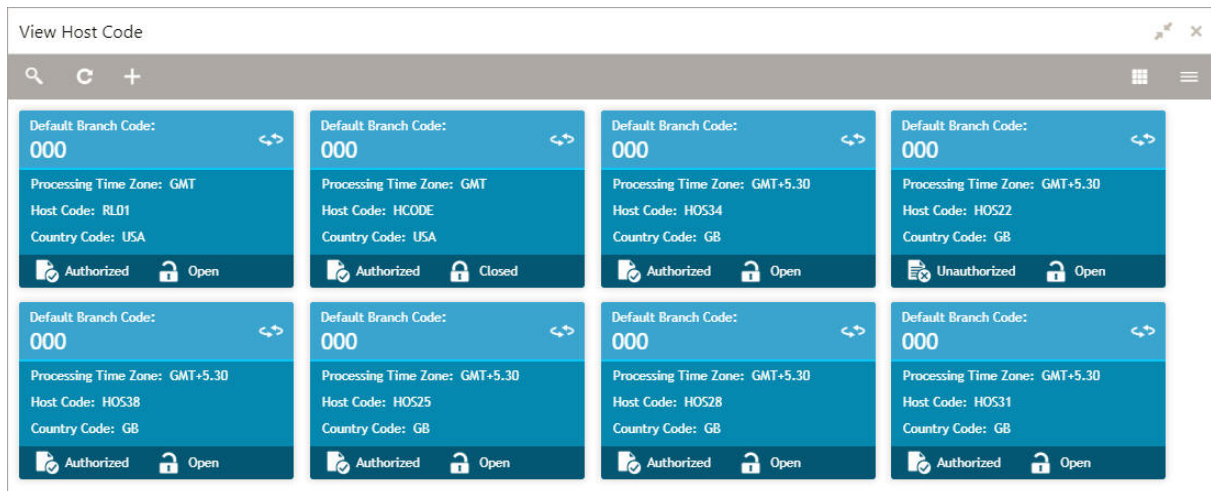 View Host Code
Default Branch Code:
000
Processing Time Zone: GMT
Host Code: RL01
Country Code: USA
Authorized Open
Default Branch Code:
000
Processing Time Zone: GMT
Host Code: HCODE
Country Code: USA
Authorized Closed
Default Branch Code:
000
Processing Time Zone: GMT+5.30
Host Code: HOS34
Country Code: GB
Authorized Open
Default Branch Code:
000
Processing Time Zone: GMT+5.30
Host Code: HOS22
Country Code: GB
Unauthorized Open
Default Branch Code:
000
Processing Time Zone: GMT+5.30
Host Code: HOS38
Country Code: GB
Authorized Open
Default Branch Code:
000
Processing Time Zone: GMT+5.30
Host Code: HOS25
Country Code: GB
Authorized Open
Default Branch Code:
000
Processing Time Zone: GMT+5.30
Host Code: HOS28
Country Code: GB
Authorized Open
Default Branch Code:
000
Processing Time Zone: GMT+5.30
Host Code: HOS31
Country Code: GB
Authorized Open